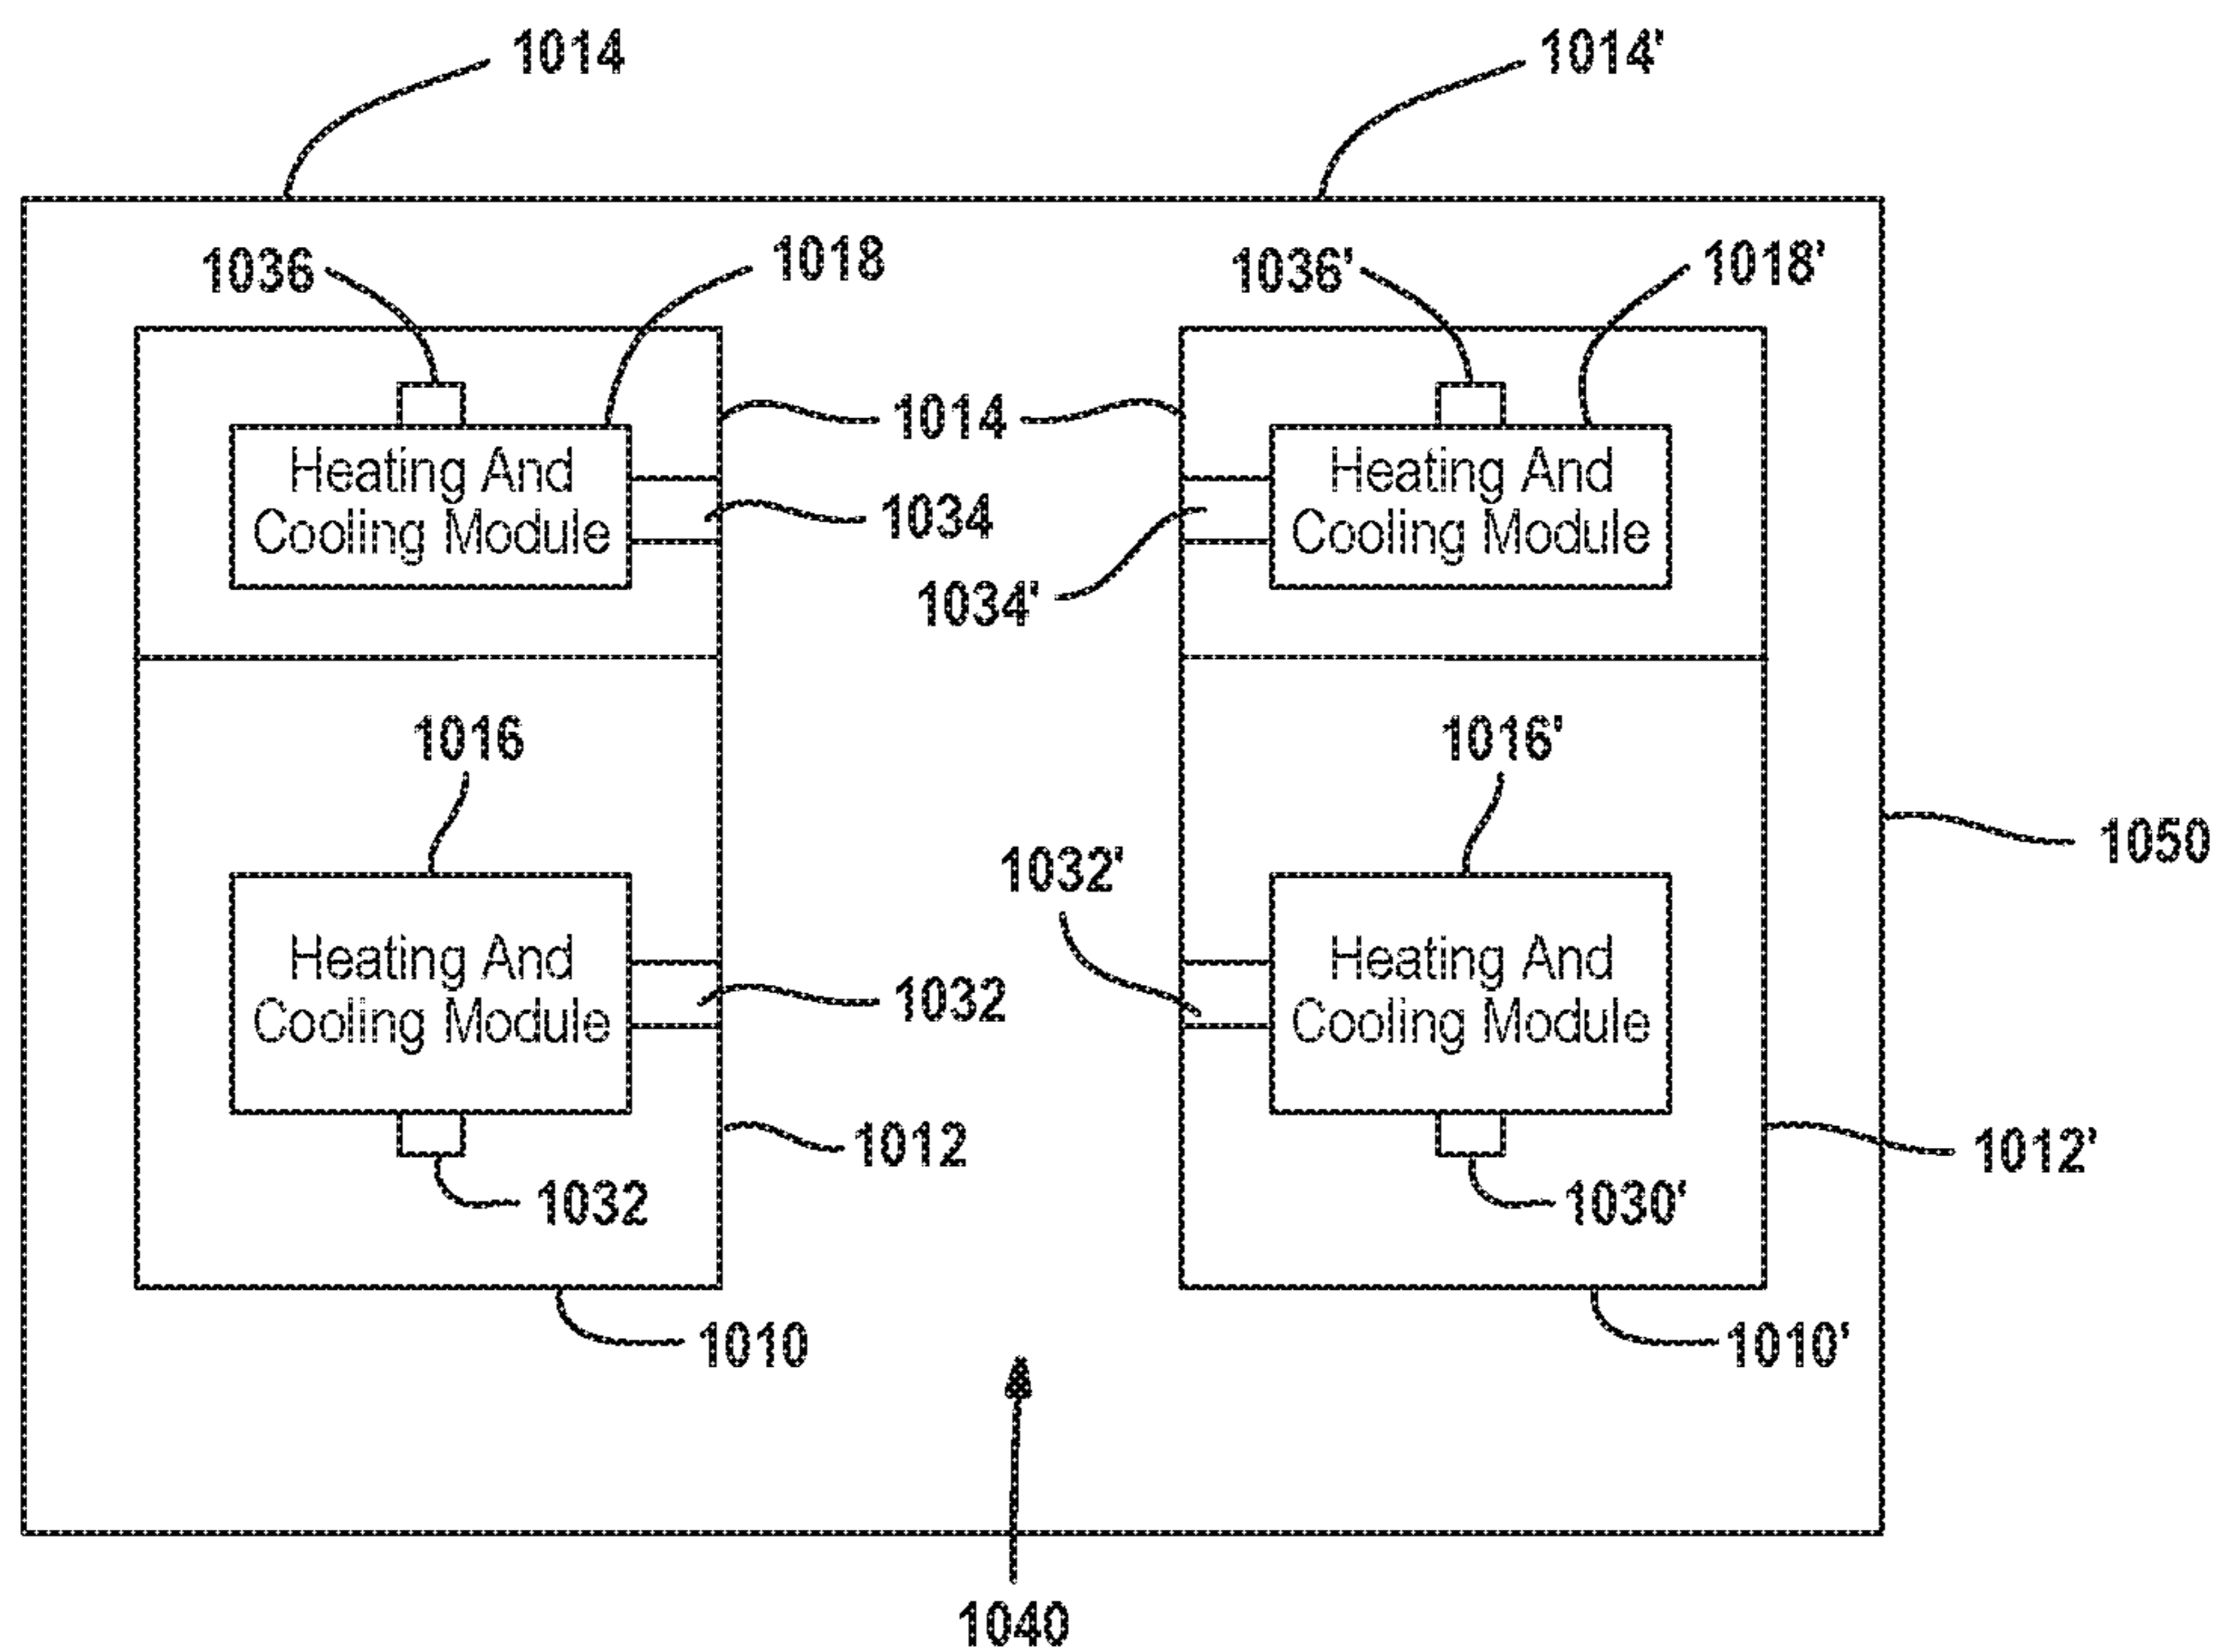 1014
1014'
1036
1018
1036'
1018'
1014
Heating And
Cooling Module
1034
Heating And
Cooling Module
1034'
1016
1016'
1050
1032'
Heating And
Cooling Module
1032
Heating And
Cooling Module
1012
1012'
1032
1030'
1010
1010'
1040